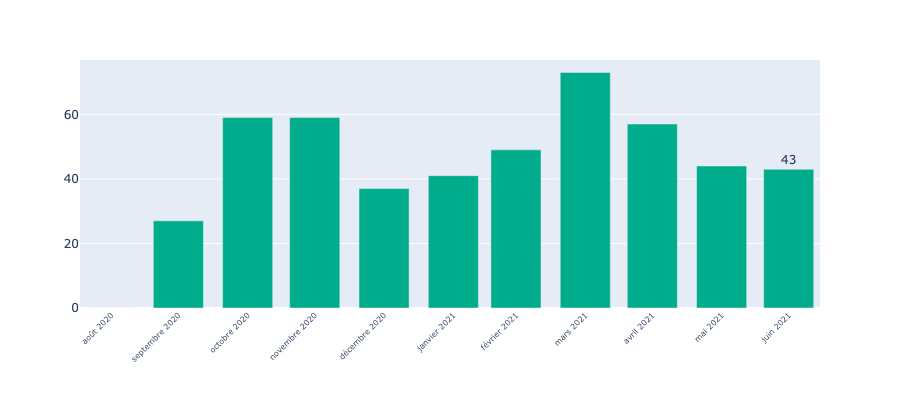 60
40
20
0
43
août 2020
septembre 2020
octobre 2020
novembre 2020
décembre 2020
janvier 2021
février 2021
mars 2021
avril 2021
mai 2021
juin 2021